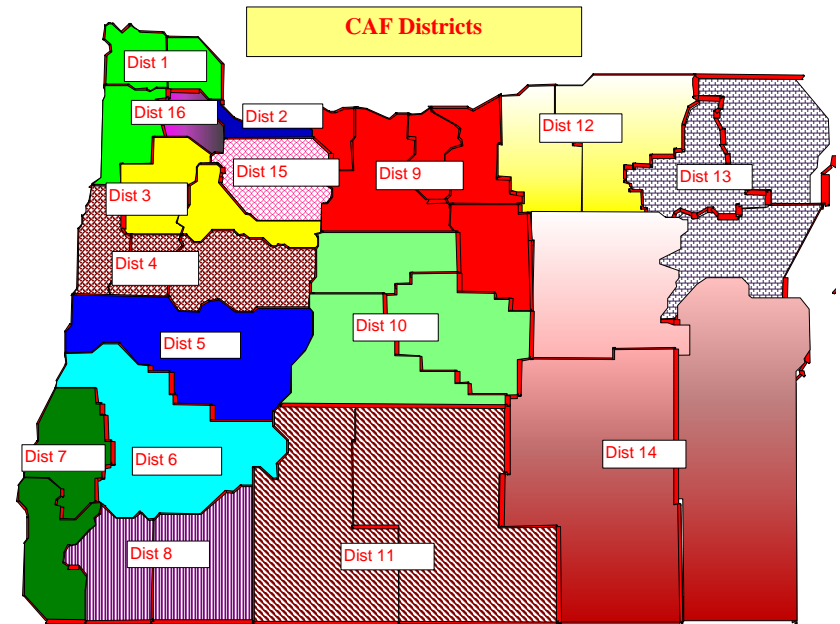 CAF Districts
Dist 1
Dist 2
Dist 16
Dist 12
Dist 15
Dist 9
Dist 13
Dist 3
Dist 4
Dist 10
Dist 5
Dist 7
Dist 6
Dist 14
Dist 8
Dist 11